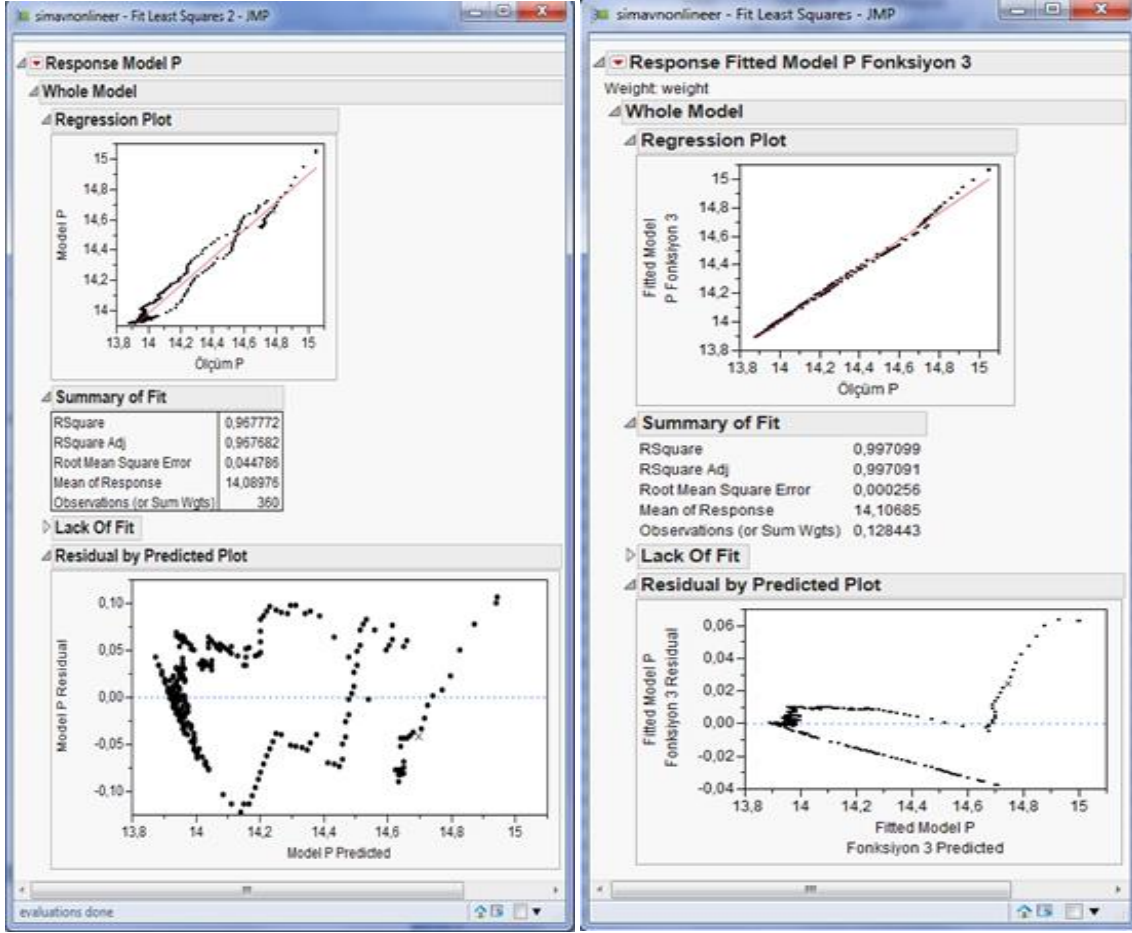 simavnonlineer - Fit Least Squares 2 - JMP
Response Model P
Whole Model
Regression Plot
15
14,8
14,6
14,4
14,2
14
Model P
13,8 14 14,2 14,4 14,6 14,8 15
Ölçüm P
Summary of Fit
RSquare 0,967772
RSquare Adj 0,967682
Root Mean Square Error 0,044786
Mean of Response 14,08976
Observations (or Sum Wgts) 360
Lack Of Fit
Residual by Predicted Plot
0,10
0,05
0,00
-0,05
-0,10
Model P Residual
13,8 14 14,2 14,4 14,6 14,8 15
Model P Predicted
evaluations done
simavnonlineer - Fit Least Squares - JMP
Response Fitted Model P Fonksiyon 3
Weight: weight
Whole Model
Regression Plot
15
14,8
14,6
14,4
14,2
14
13,8
Fitted Model
P Fonksiyon 3
13,8 14 14,2 14,4 14,6 14,8 15
Ölçüm P
Summary of Fit
RSquare 0,997099
RSquare Adj 0,997091
Root Mean Square Error 0,000256
Mean of Response 14,10685
Observations (or Sum Wgts) 0,128443
Lack Of Fit
Residual by Predicted Plot
0,06
0,04
0,02
0,00
-0,02
-0,04
Fitted Model P
Fonksiyon 3 Residual
13,8 14 14,2 14,4 14,6 14,8 15
Fitted Model P
Fonksiyon 3 Predicted